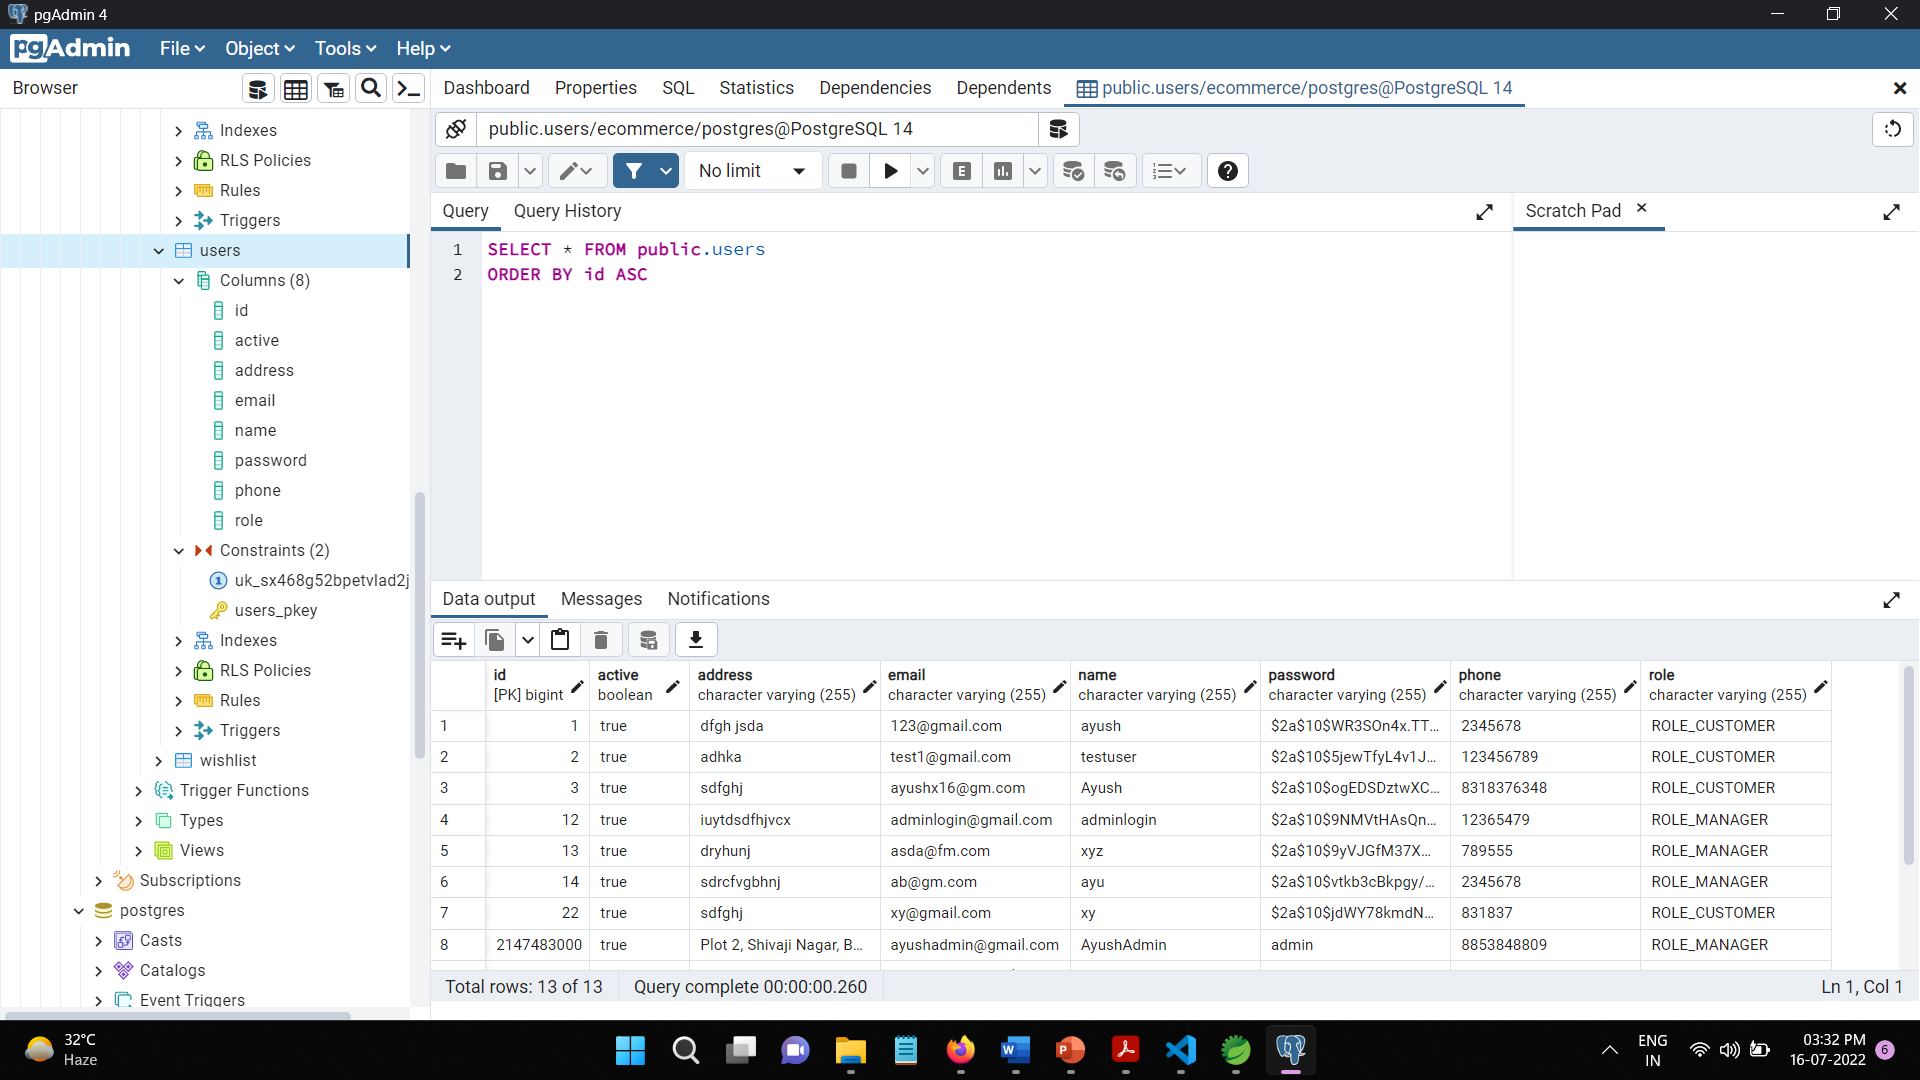 pgAdmin 4
pgAdmin File Object Tools Help
Browser
Dashboard Properties SQL Statistics Dependencies Dependents public.users/ecommerce/postgres@PostgreSQL 14
public.users/ecommerce/postgres@PostgreSQL 14
No limit
Query Query History
Scratch Pad
1 SELECT * FROM public.users
2 ORDER BY id ASC
Indexes
RLS Policies
Rules
Triggers
users
Columns (8)
id
active
address
email
name
password
phone
role
Constraints (2)
uk_sx468g52bpetvlad2j
users_pkey
Indexes
RLS Policies
Rules
Triggers
wishlist
Trigger Functions
Types
Views
Subscriptions
postgres
Casts
Catalogs
Event Triggers
Data output Messages Notifications
id active address email name password phone role
[PK] bigint boolean character varying (255) character varying (255) character varying (255) character varying (255) character varying (255) character varying (255)
1 1 true dfgh jsda 123@gmail.com ayush $2a$10$WR3SOn4x.TT... 2345678 ROLE_CUSTOMER
2 2 true adhka test1@gmail.com testuser $2a$10$5jewTfyL4v1J... 123456789 ROLE_CUSTOMER
3 3 true sdfghj ayushx16@gm.com Ayush $2a$10$ogEDSDztwXC... 8318376348 ROLE_CUSTOMER
4 12 true iuytdsdfhjvcx adminlogin@gmail.com adminlogin $2a$10$9NMVtHAsQn... 12365479 ROLE_MANAGER
5 13 true dryhunj asda@fm.com xyz $2a$10$9yVJGfM37X... 789555 ROLE_MANAGER
6 14 true sdrcfvgbhnj ab@gm.com ayu $2a$10$vtkb3cBkpgy/... 2345678 ROLE_MANAGER
7 22 true sdfghj xy@gmail.com xy $2a$10$jdWY78kmdN... 831837 ROLE_CUSTOMER
8 2147483000 true Plot 2, Shivaji Nagar, B... ayushadmin@gmail.com AyushAdmin admin 8853848809 ROLE_MANAGER
Total rows: 13 of 13 Query complete 00:00:00.260 Ln 1, Col 1
32°C
Haze
ENG
IN
03:32 PM
16-07-2022
6